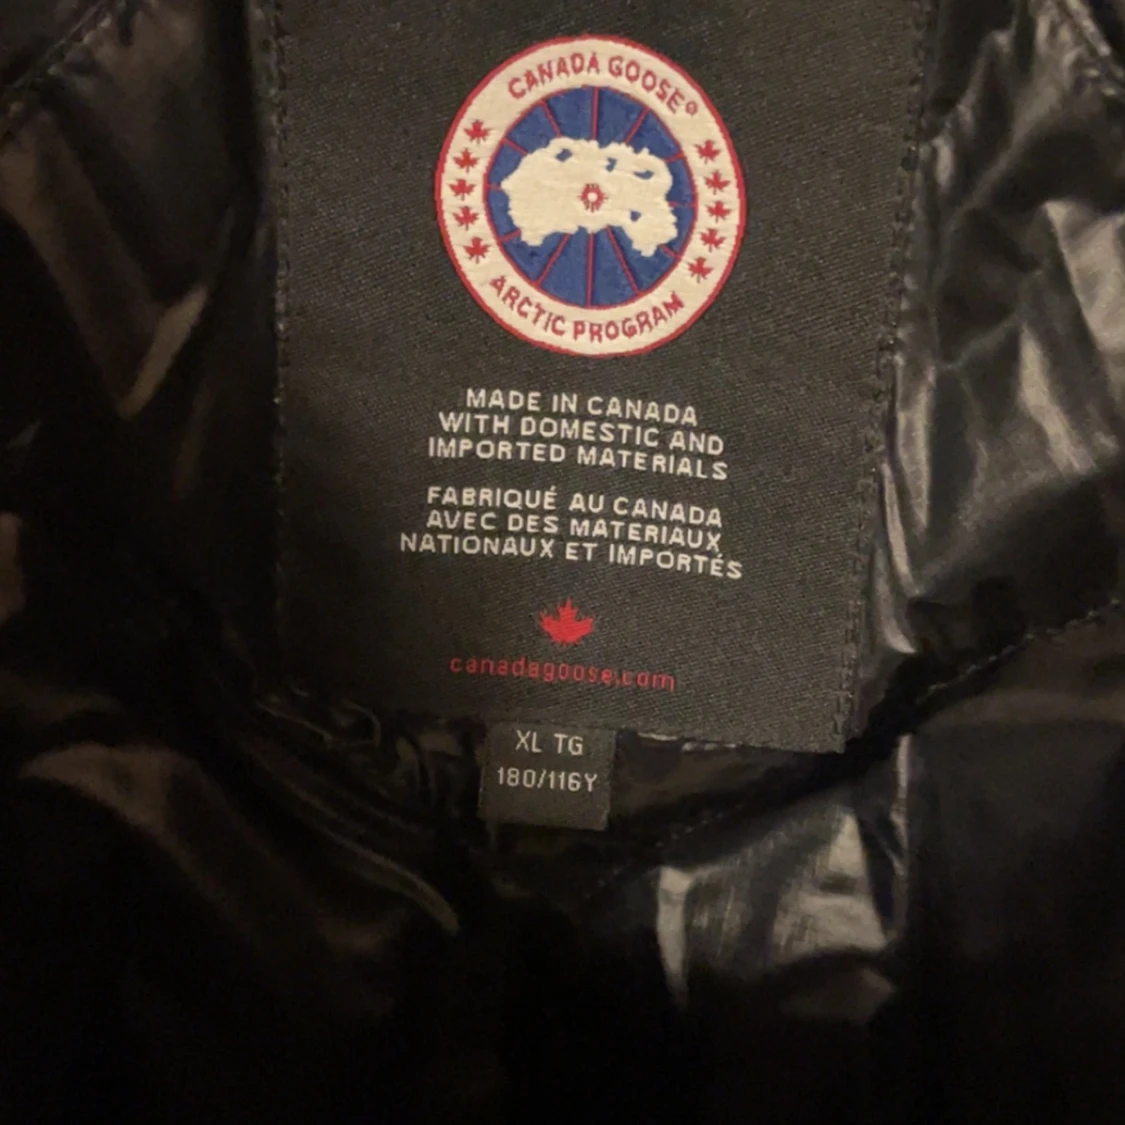 CANADA GOOSE®
ARCTIC PROGRAM
MADE IN CANADA
WITH DOMESTIC AND
IMPORTED MATERIALS
FABRIQUÉ AU CANADA
AVEC DES MATERIAUX
NATIONAUX ET IMPORTÉS
canadagoose.com
XL TG
180/116Y